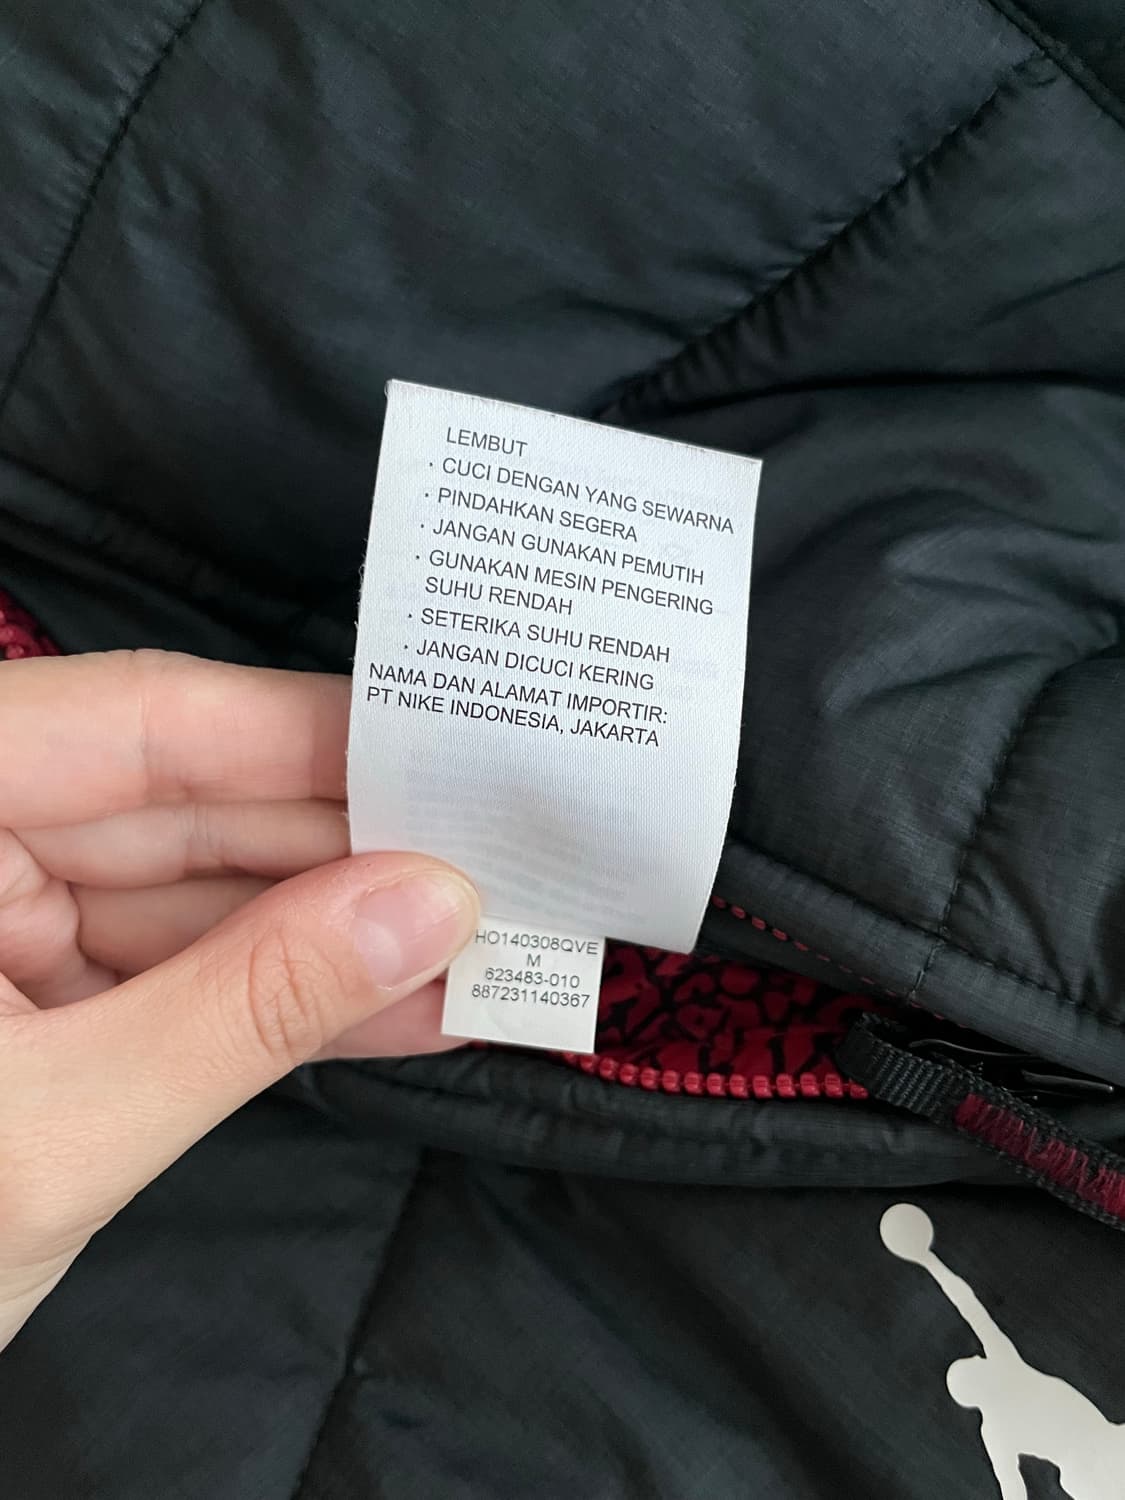 LEMBUT
· CUCI DENGAN YANG SEWARNA
· PINDAHKAN SEGERA
· JANGAN GUNAKAN PEMUTIH
· GUNAKAN MESIN PENGERING
SUHU RENDAH
· SETERIKA SUHU RENDAH
· JANGAN DICUCI KERING
NAMA DAN ALAMAT IMPORTIR:
PT NIKE INDONESIA, JAKARTA
HO140308QVE
M
623483-010
887231140367